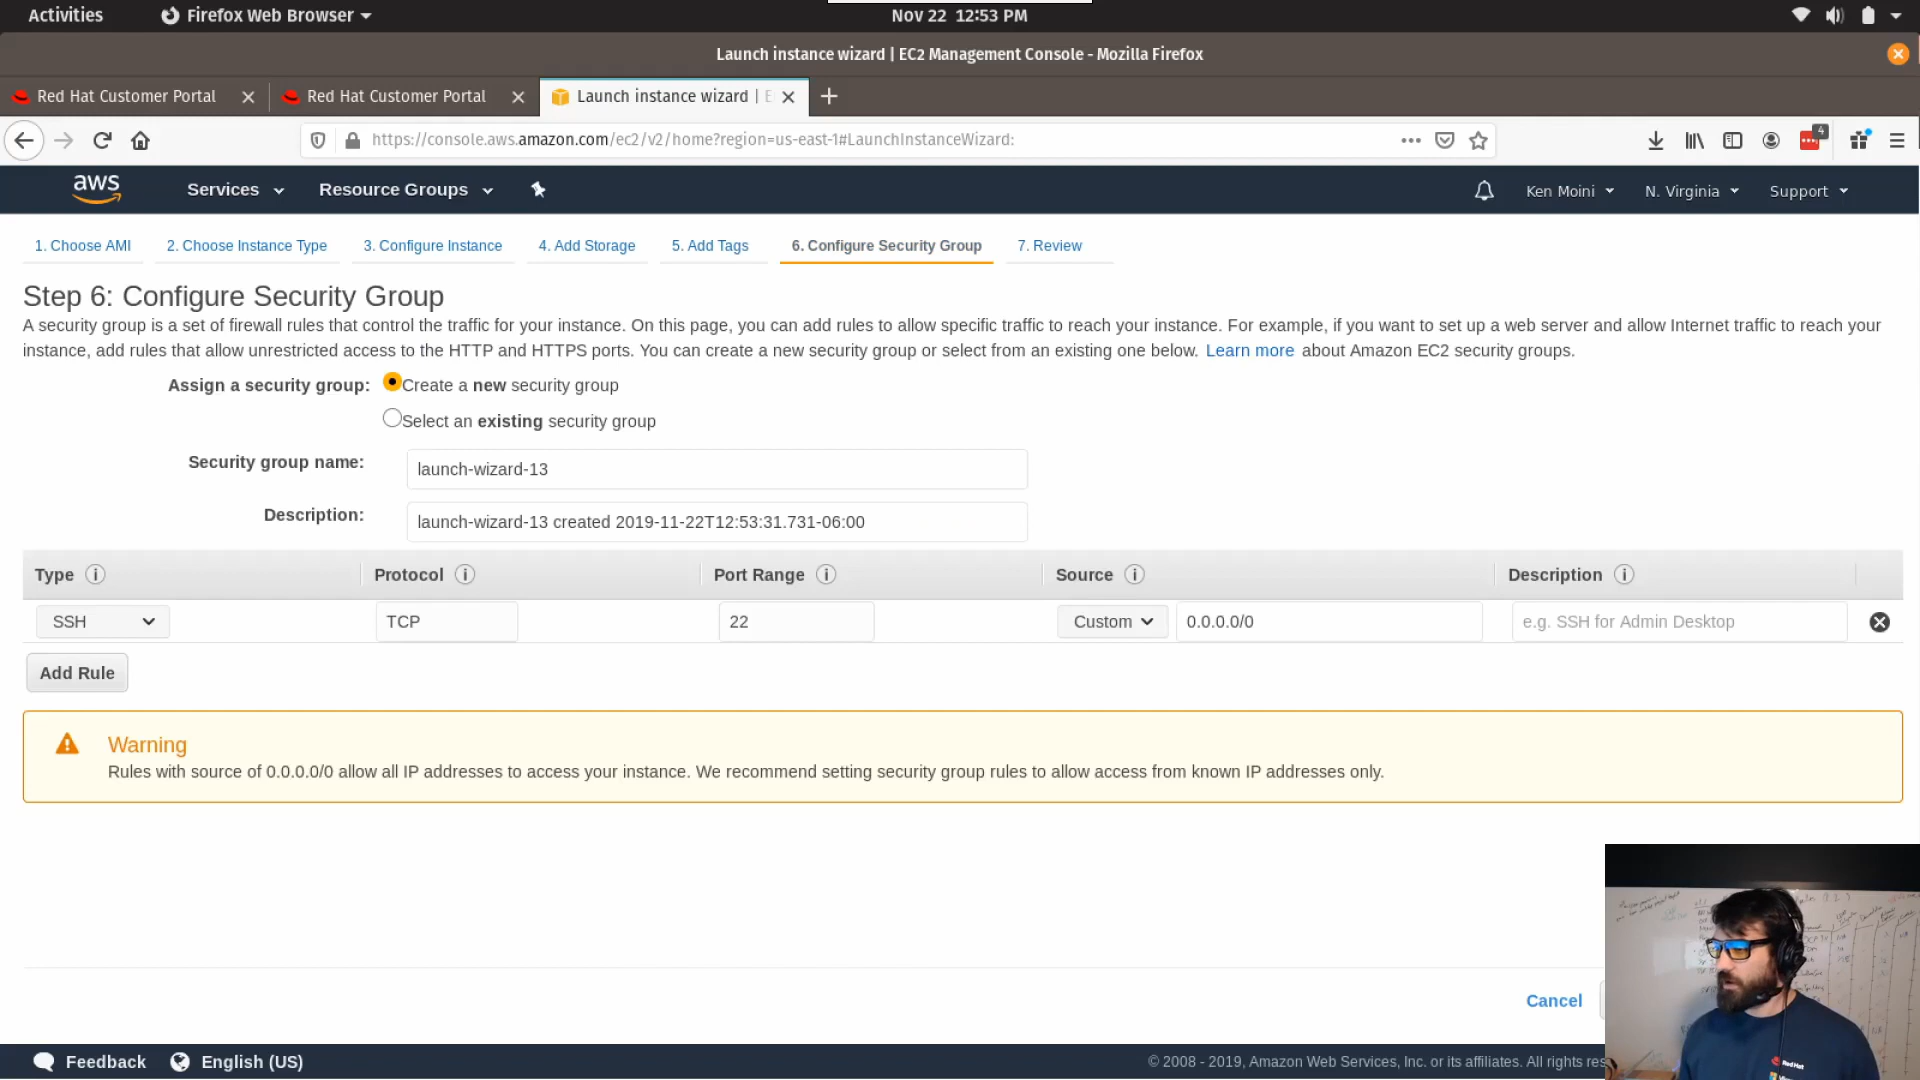 Activities
Firefox Web Browser
Nov 22 12:53 PM
Launch instance wizard | EC2 Management Console - Mozilla Firefox
Red Hat Customer Portal
Red Hat Customer Portal
Launch instance wizard | E
https://console.aws.amazon.com/ec2/v2/home?region=us-east-1#LaunchInstanceWizard:
4
aws
Services
Resource Groups
Ken Moini
N. Virginia
Support
1. Choose AMI
2. Choose Instance Type
3. Configure Instance
4. Add Storage
5. Add Tags
6. Configure Security Group
7. Review
Step 6: Configure Security Group
A security group is a set of firewall rules that control the traffic for your instance. On this page, you can add rules to allow specific traffic to reach your instance. For example, if you want to set up a web server and allow Internet traffic to reach your
instance, add rules that allow unrestricted access to the HTTP and HTTPS ports. You can create a new security group or select from an existing one below. Learn more about Amazon EC2 security groups.
Assign a security group:
Create a new security group
Select an existing security group
Security group name:
launch-wizard-13
Description:
launch-wizard-13 created 2019-11-22T12:53:31.731-06:00
Type
Protocol
Port Range
Source
Description
SSH
TCP
22
Custom
0.0.0.0/0
e.g. SSH for Admin Desktop
Add Rule
Warning
Rules with source of 0.0.0.0/0 allow all IP addresses to access your instance. We recommend setting security group rules to allow access from known IP addresses only.
Cancel
Feedback
English (US)
© 2008 - 2019, Amazon Web Services, Inc. or its affiliates. All rights res
Red Hat